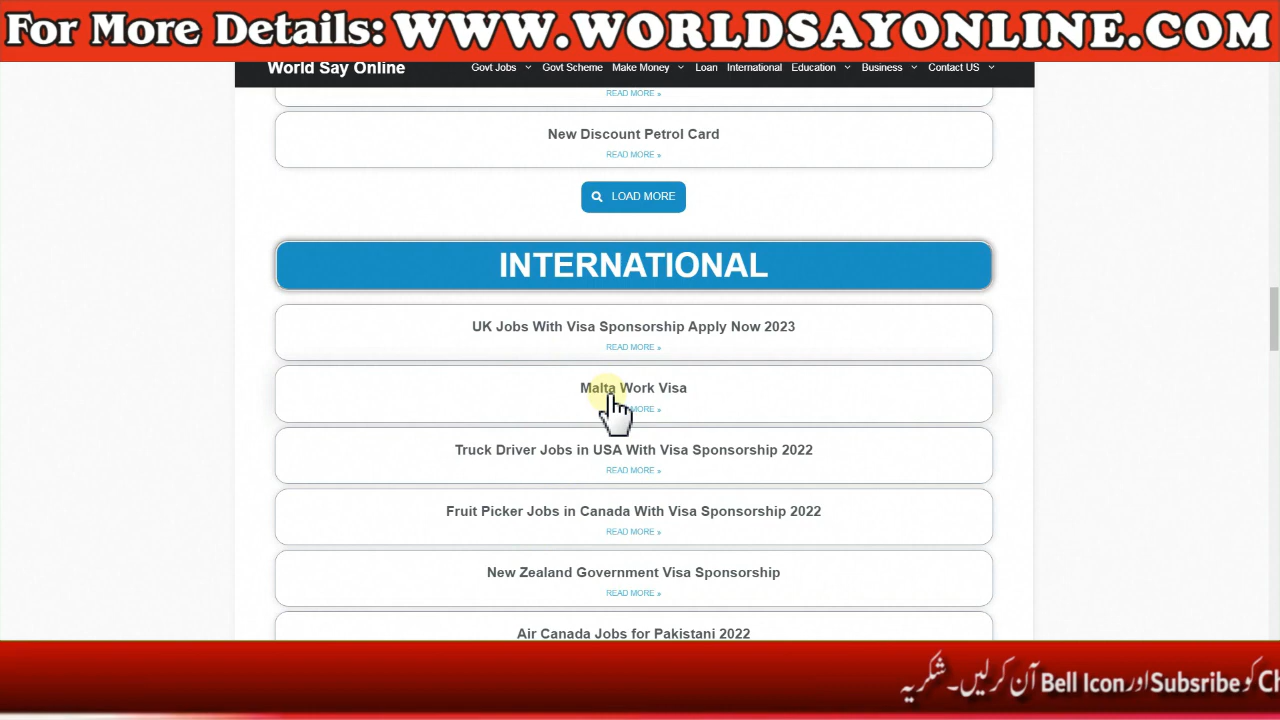 For More Details: WWW.WORLDSAYONLINE.COM
World Say Online
Govt Jobs Govt Scheme Make Money Loan International Education Business Contact US
READ MORE »
New Discount Petrol Card
READ MORE »
LOAD MORE
INTERNATIONAL
UK Jobs With Visa Sponsorship Apply Now 2023
READ MORE »
Malta Work Visa
MORE »
Truck Driver Jobs in USA With Visa Sponsorship 2022
READ MORE »
Fruit Picker Jobs in Canada With Visa Sponsorship 2022
READ MORE »
New Zealand Government Visa Sponsorship
READ MORE »
Air Canada Jobs for Pakistani 2022
کو Subsribe اور Bell Icon آن کرلیں۔ شکریہ